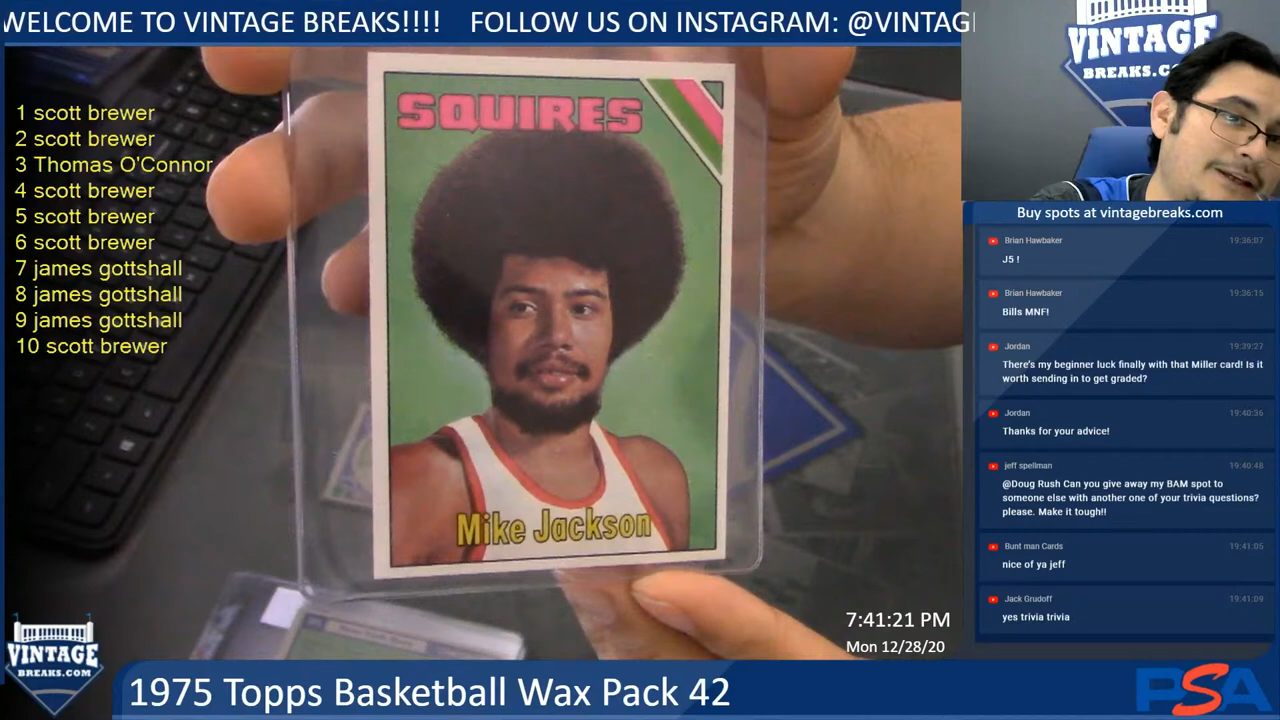 WELCOME TO VINTAGE BREAKS!!!! FOLLOW US ON INSTAGRAM: @VINTAG
VINTAGE
BREAKS.C
1 scott brewer
2 scott brewer
3 Thomas O'Connor
4 scott brewer
5 scott brewer
6 scott brewer
7 james gottshall
8 james gottshall
9 james gottshall
10 scott brewer
SQUIRES
Mike Jackson
Buy spots at vintagebreaks.com
Brian Hawbaker 19:36:07
J5 !
Brian Hawbaker 19:36:15
Bills MNF!
Jordan 19:39:27
There's my beginner luck finally with that Miller card! Is it
worth sending in to get graded?
Jordan 19:40:36
Thanks for your advice!
jeff spellman 19:40:48
@Doug Rush Can you give away my BAM spot to
someone else with another one of your trivia questions?
please. Make it tough!!
Bunt man Cards 19:41:05
nice of ya jeff
Jack Grudoff 19:41:09
yes trivia trivia
7:41:21 PM
Mon 12/28/20
VINTAGE
BREAKS.COM
1975 Topps Basketball Wax Pack 42
PSA